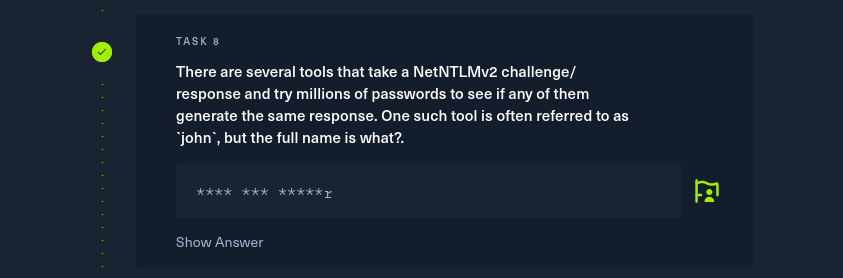 TASK 8
There are several tools that take a NetNTLMv2 challenge/
response and try millions of passwords to see if any of them
generate the same response. One such tool is often referred to as
`john`, but the full name is what?.
**** *** *****r
Show Answer